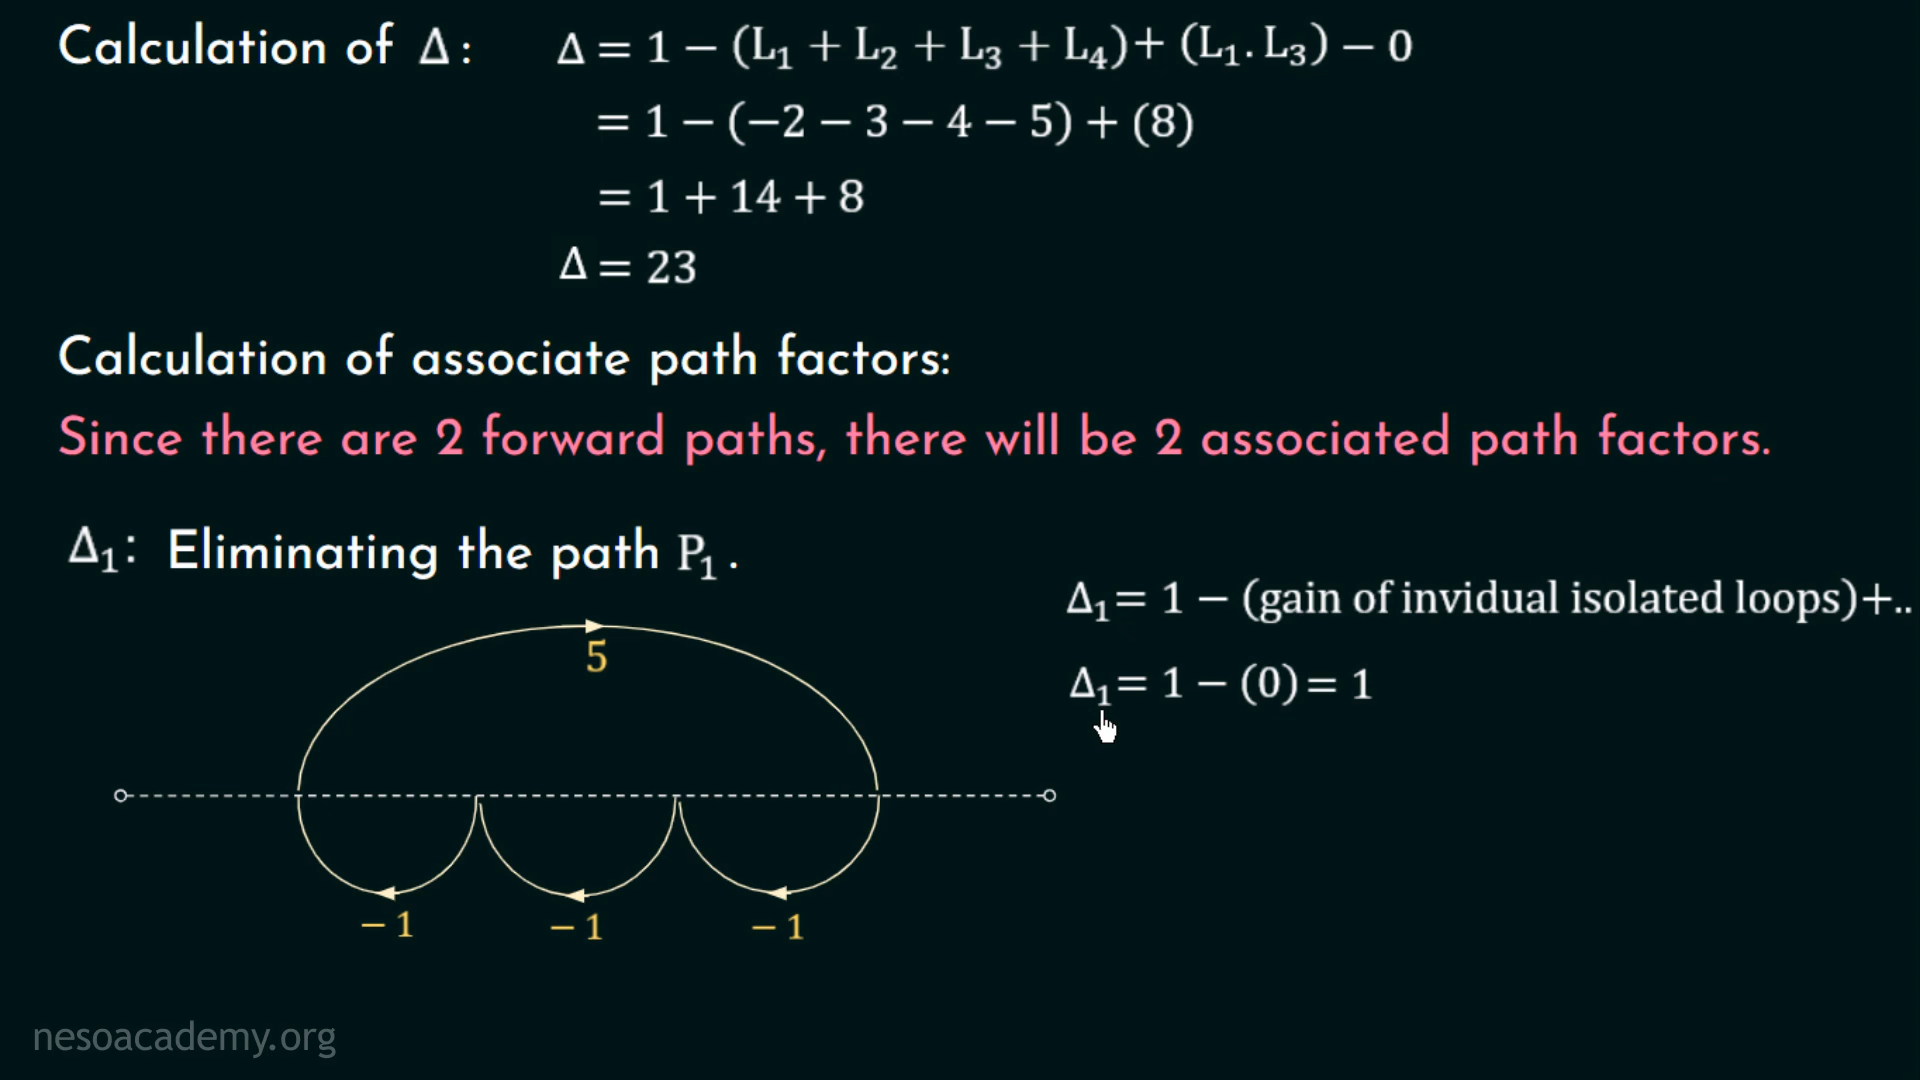 Calculation of Δ: Δ = 1 − (L₁ + L₂ + L₃ + L₄)+ (L₁. L₃) − 0
= 1 − (−2 − 3 − 4 − 5) + (8)
= 1 + 14 + 8
Δ = 23
Calculation of associate path factors:
Since there are 2 forward paths, there will be 2 associated path factors.
Δ₁: Eliminating the path P₁.
Δ₁= 1 − (gain of invidual isolated loops)+..
Δ₁= 1 − (0)= 1
5
− 1
− 1
− 1
nesoacademy.org